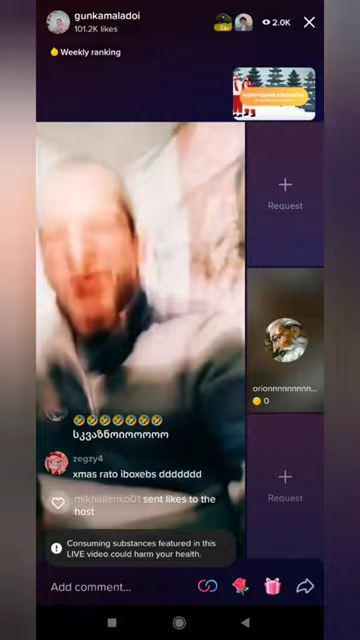 gunkamaladoi
101.2K likes
2.0K
Weekly ranking
Request
orionnnnnnnnn...
0
🤣🤣🤣🤣🤣🤣🤣
სკვაზნოიოოოოო
zegzy4
xmas rato iboxebs ddddddd
mikhailenko01 sent likes to the
host
Request
Consuming substances featured in this
LIVE video could harm your health.
Add comment...